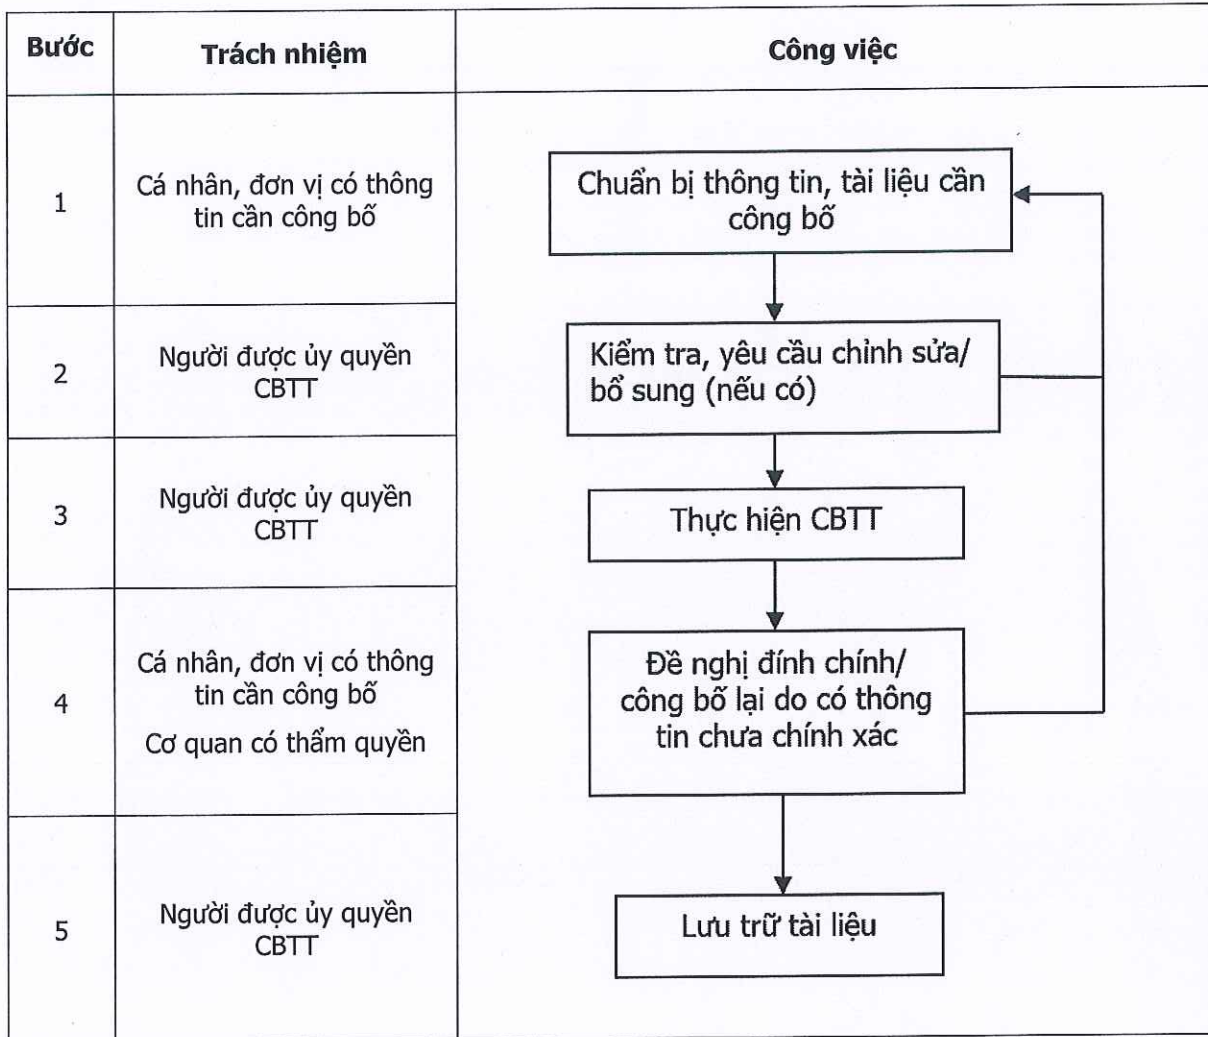 Bước
Trách nhiệm
Công việc
1
Cá nhân, đơn vị có thông
tin cần công bố
Chuẩn bị thông tin, tài liệu cần
công bố
2
Người được ủy quyền
CBTT
Kiểm tra, yêu cầu chỉnh sửa/
bổ sung (nếu có)
3
Người được ủy quyền
CBTT
Thực hiện CBTT
4
Cá nhân, đơn vị có thông
tin cần công bố
Cơ quan có thẩm quyền
Đề nghị đính chính/
công bố lại do có thông
tin chưa chính xác
5
Người được ủy quyền
CBTT
Lưu trữ tài liệu